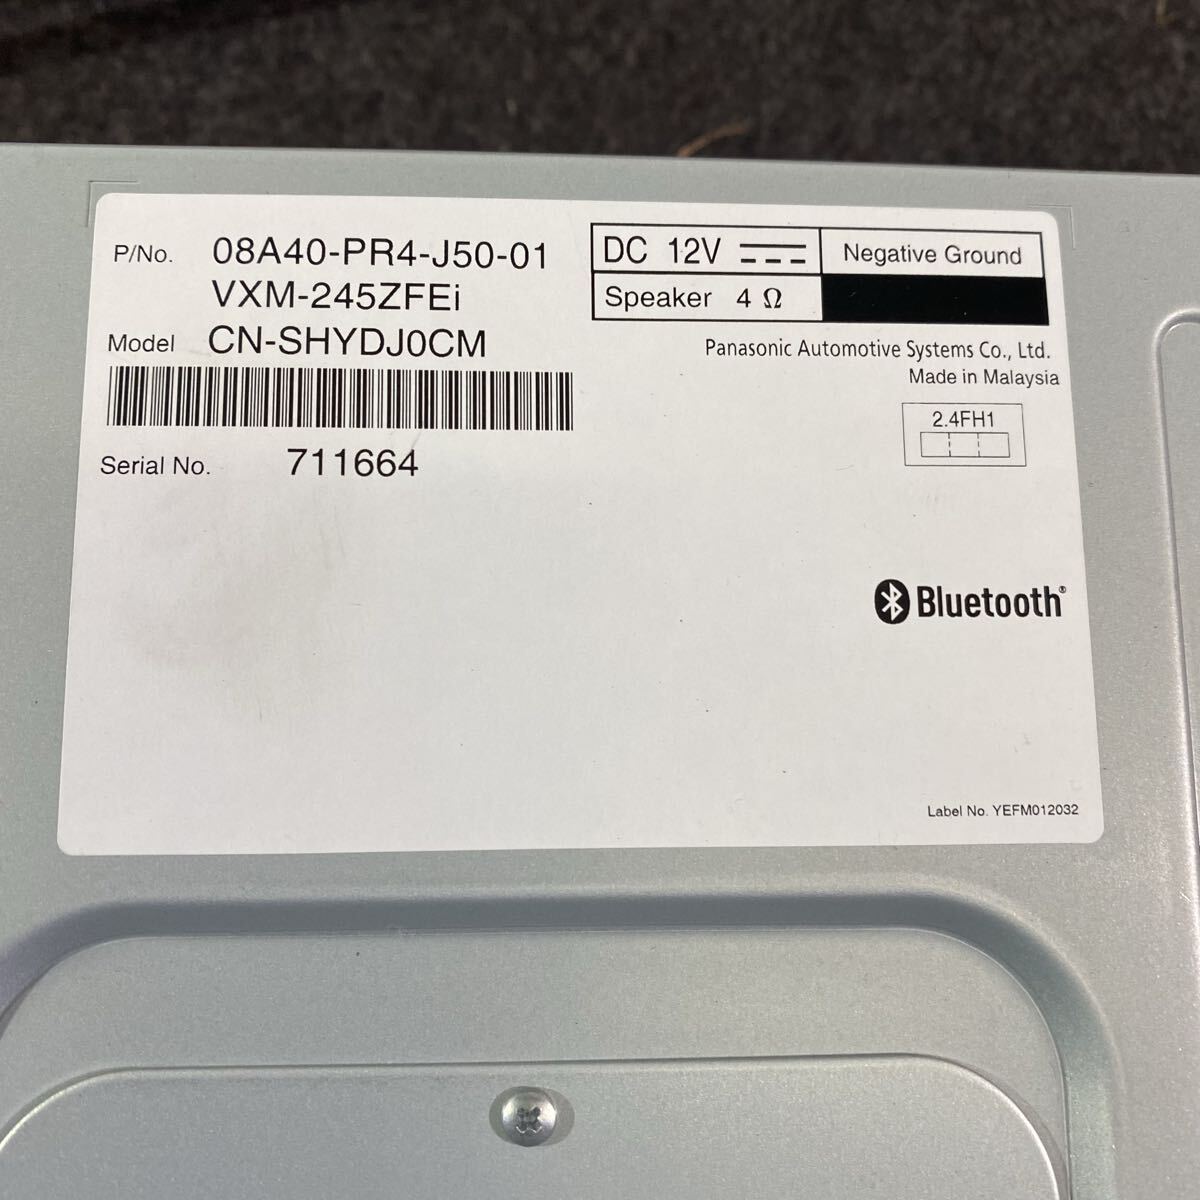 P/No. 08A40-PR4-J50-01
VXM-245ZFEi
Model CN-SHYDJ0CM
Serial No. 711664
DC 12V
Negative Ground
Speaker 4 Ω
Panasonic Automotive Systems Co., Ltd.
Made in Malaysia
2.4FH1
Bluetooth®
Label No. YEFM012032